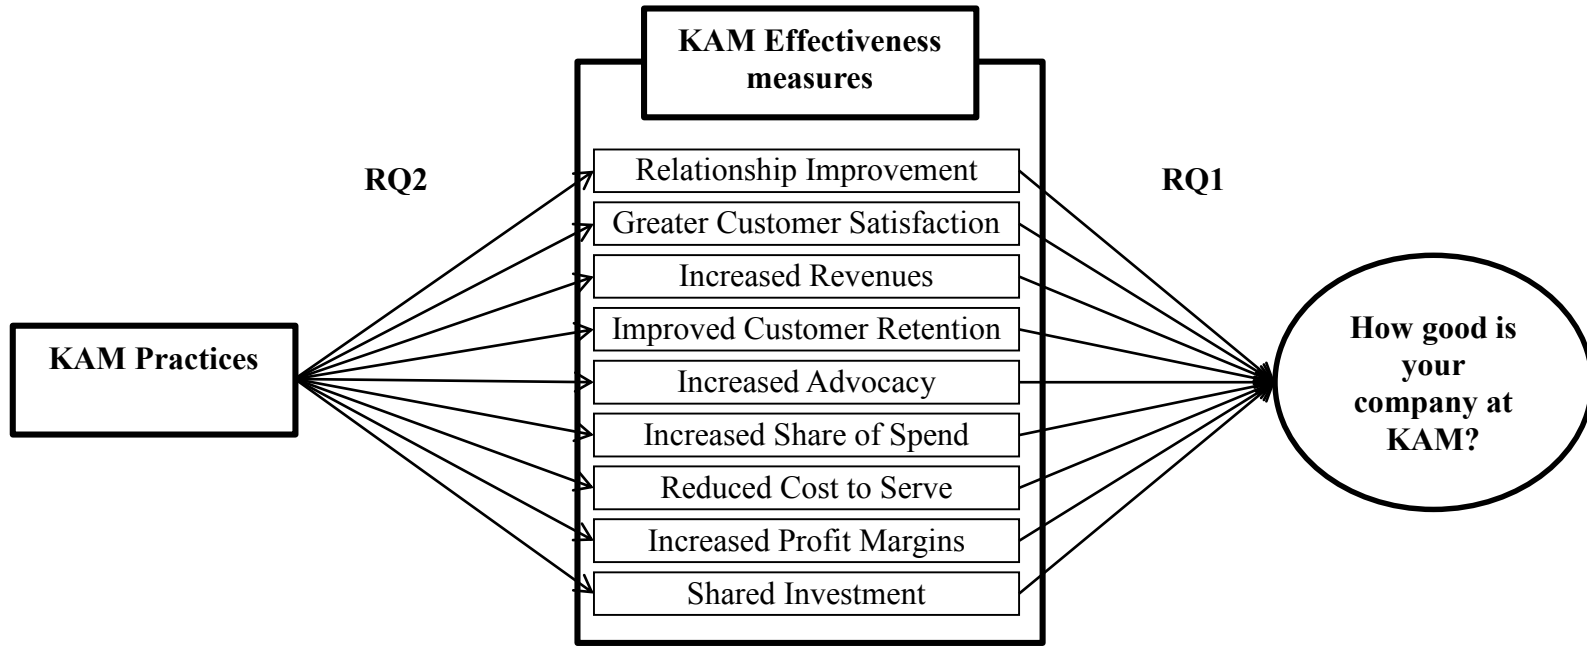 KAM Effectiveness
measures
RQ2
RQ1
Relationship Improvement
Greater Customer Satisfaction
Increased Revenues
Improved Customer Retention
Increased Advocacy
Increased Share of Spend
Reduced Cost to Serve
Increased Profit Margins
Shared Investment
KAM Practices
How good is
your
company at
KAM?